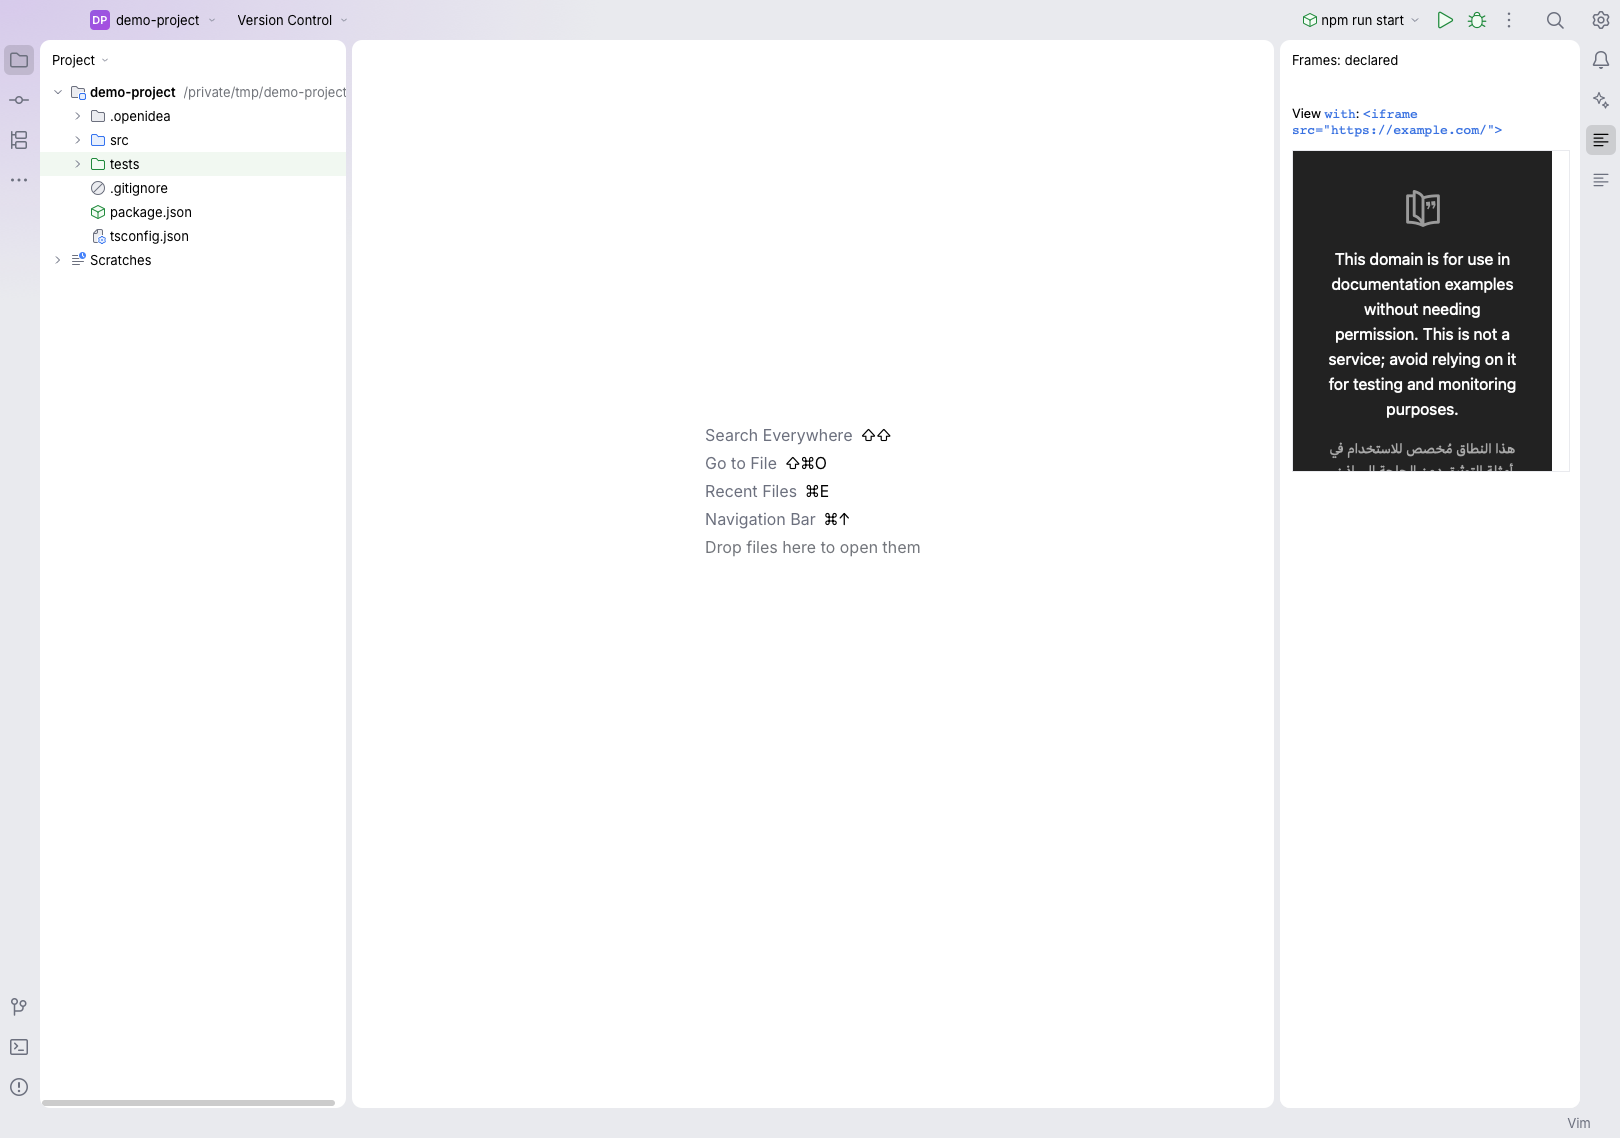 DP demo-project Version Control npm run start
Project
demo-project /private/tmp/demo-project
.openidea
src
tests
.gitignore
package.json
tsconfig.json
Scratches
Search Everywhere ⇧⇧
Go to File ⇧⌘O
Recent Files ⌘E
Navigation Bar ⌘↑
Drop files here to open them
Frames: declared
View with: <iframe
src="https://example.com/">
This domain is for use in
documentation examples
without needing
permission. This is not a
service; avoid relying on it
for testing and monitoring
purposes.
هذا النطاق مُخصص للاستخدام في
Vim